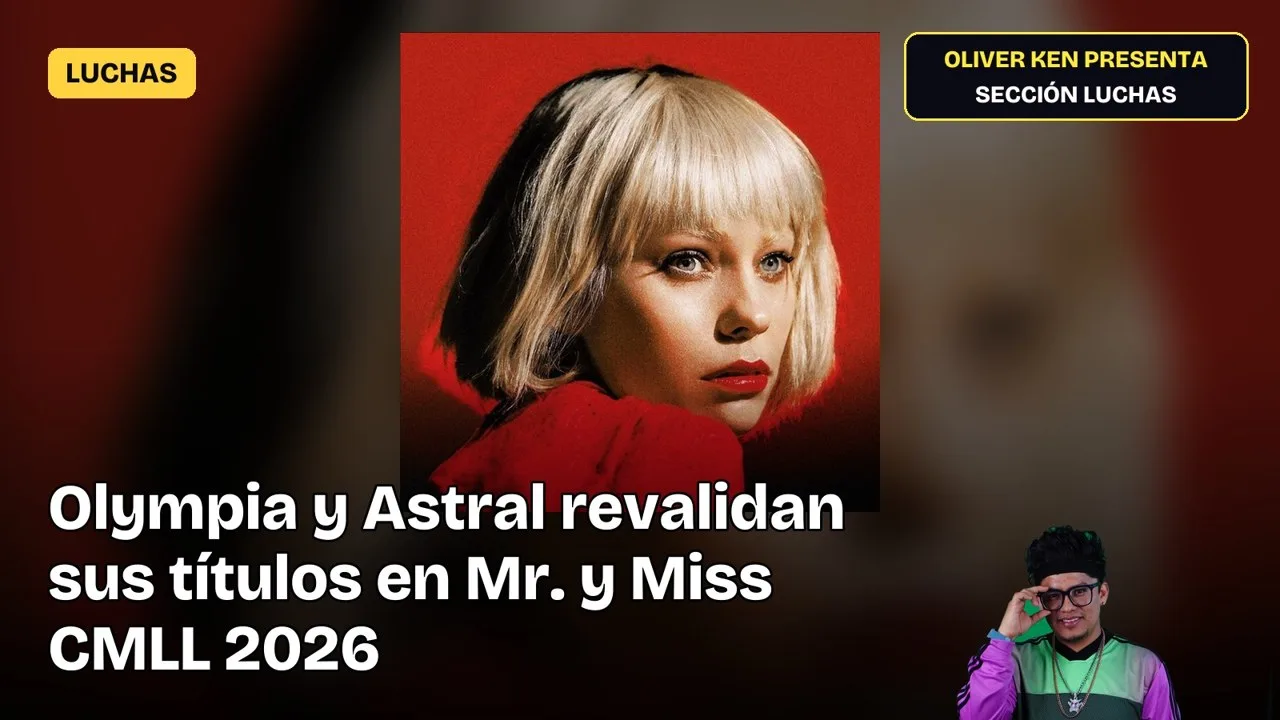 LUCHAS
OLIVER KEN PRESENTA
SECCIÓN LUCHAS
Olympia y Astral revalidan
sus títulos en Mr. y Miss
CMLL 2026